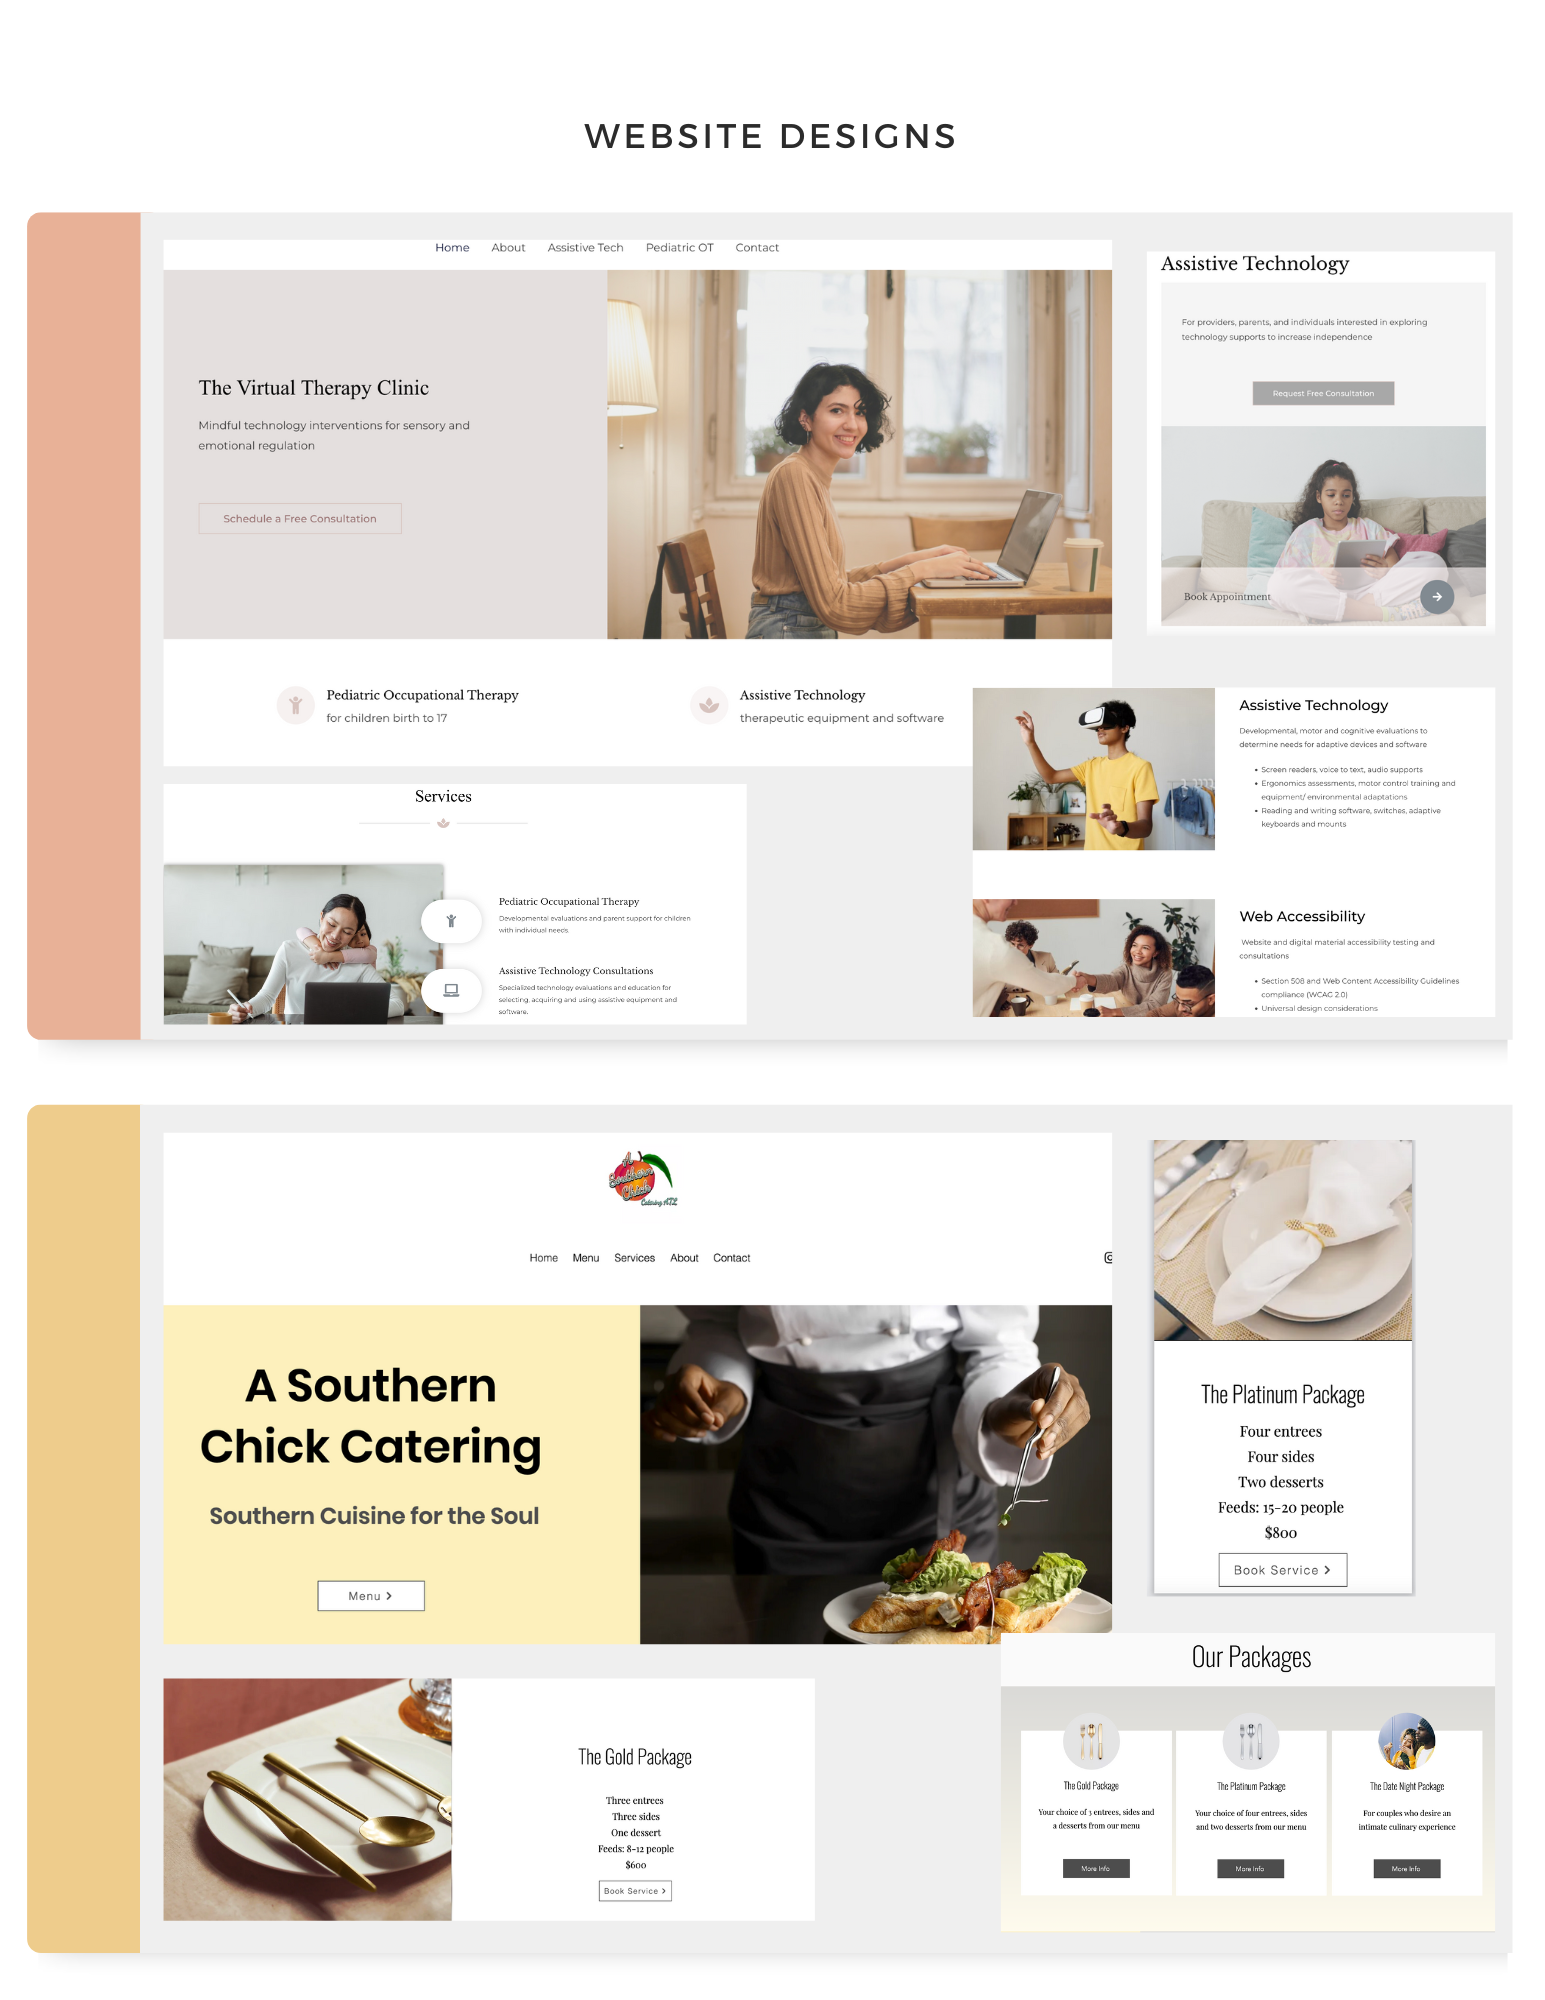 WEBSITE DESIGNS
Home About Assistive Tech Pediatric OT Contact
The Virtual Therapy Clinic
Mindful technology interventions for sensory and
emotional regulation
Schedule a Free Consultation
Pediatric Occupational Therapy
for children birth to 17
Assistive Technology
therapeutic equipment and software
Assistive Technology
For providers, parents, and individuals interested in exploring
technology supports to increase independence
Request Free Consultation
Book Appointment
Services
Pediatric Occupational Therapy
Developmental evaluations and parent support for children
with individual needs.
Assistive Technology Consultations
Specialized technology evaluations and education for
selecting, acquiring and using assistive equipment and
software.
Assistive Technology
Developmental, motor and cognitive evaluations to
determine needs for adaptive devices and software
• Screen readers, voice to text, audio supports
• Ergonomics assessments, motor control training and
equipment/ environmental adaptations
• Reading and writing software, switches, adaptive
keyboards and mounts
Web Accessibility
Website and digital material accessibility testing and
consultations
• Section 508 and Web Content Accessibility Guidelines
compliance (WCAG 2.0)
• Universal design considerations
A
Southern
Chick
Catering ATL
Home Menu Services About Contact
A Southern
Chick Catering
Southern Cuisine for the Soul
Menu >
The Platinum Package
Four entrees
Four sides
Two desserts
Feeds: 15-20 people
$800
Book Service >
The Gold Package
Three entrees
Three sides
One dessert
Feeds: 8-12 people
$600
Book Service >
Our Packages
The Gold Package
Your choice of 3 entrees, sides and
a desserts from our menu
More Info
The Platinum Package
Your choice of four entrees, sides
and two desserts from our menu
More Info
The Date Night Package
For couples who desire an
intimate culinary experience
More Info